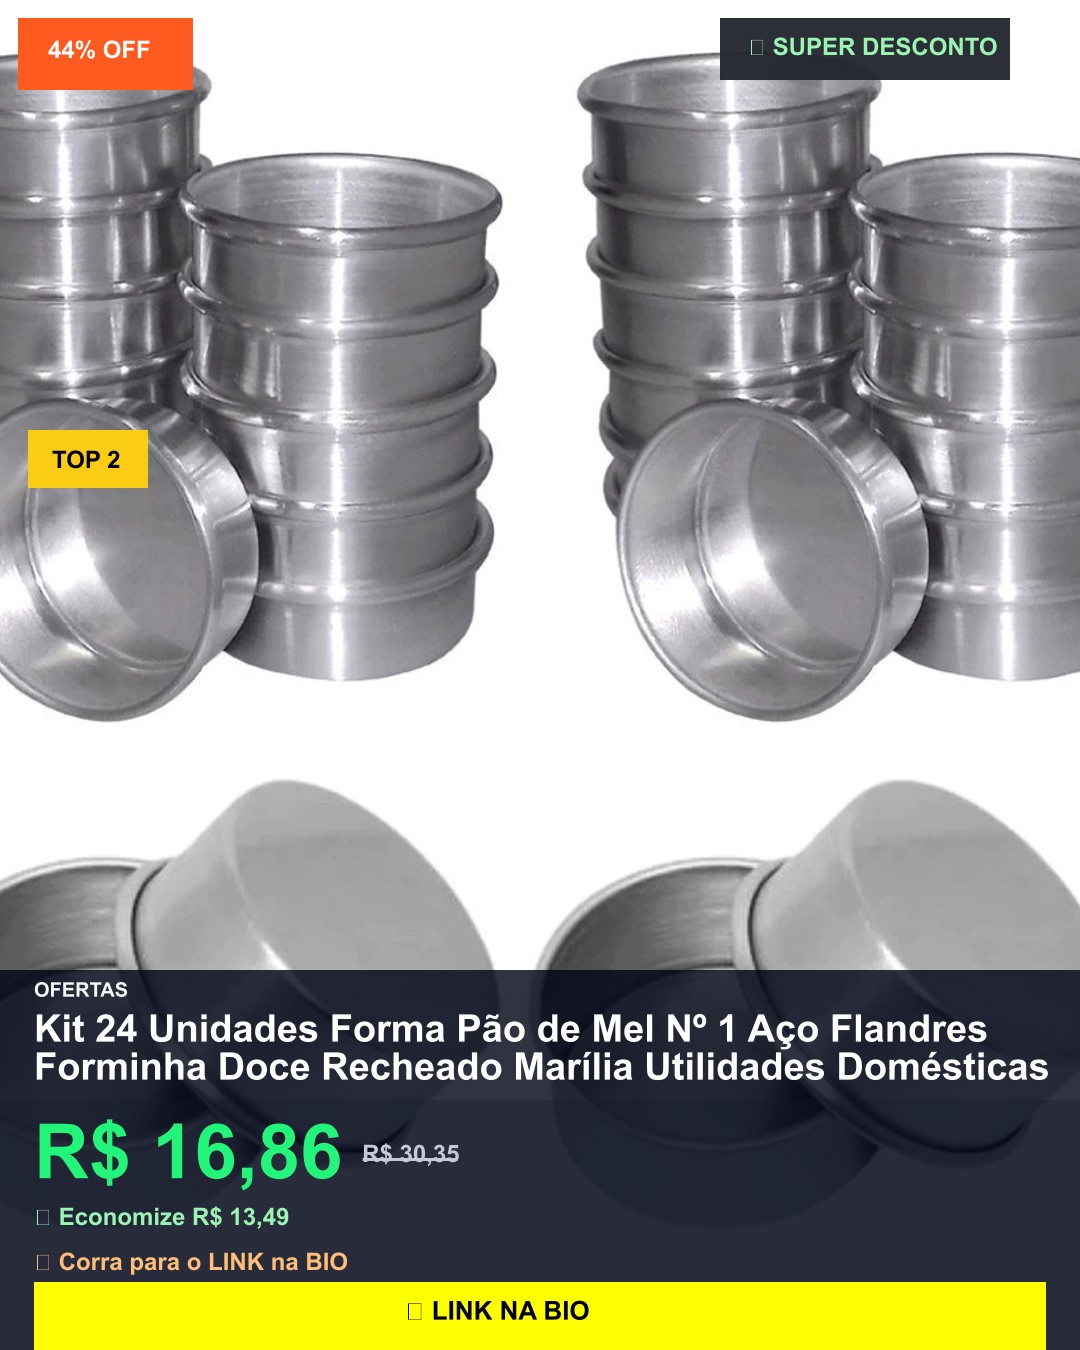 44% OFF
SUPER DESCONTO
TOP 2
OFERTAS
Kit 24 Unidades Forma Pão de Mel Nº 1 Aço Flandres
Forminha Doce Recheado Marília Utilidades Domésticas
R$ 16,86 R$ 30,35
Economize R$ 13,49
Corra para o LINK na BIO
LINK NA BIO